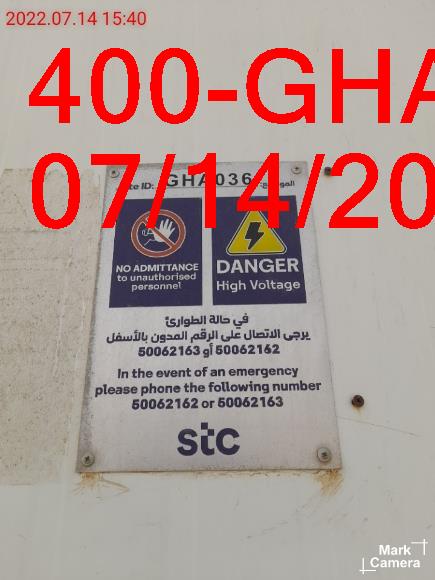 2022.07.14 15:40
400-GHA
07/14/20
te ID: GHA036 الموقع:
NO ADMITTANCE
to unauthorised
personnel
DANGER
High Voltage
في حالة الطوارئ
يرجى الاتصال على الرقم المدون بالأسفل
50062162 أو 50062163
In the event of an emergency
please phone the following number
50062162 or 50062163
stc
Mark
Camera